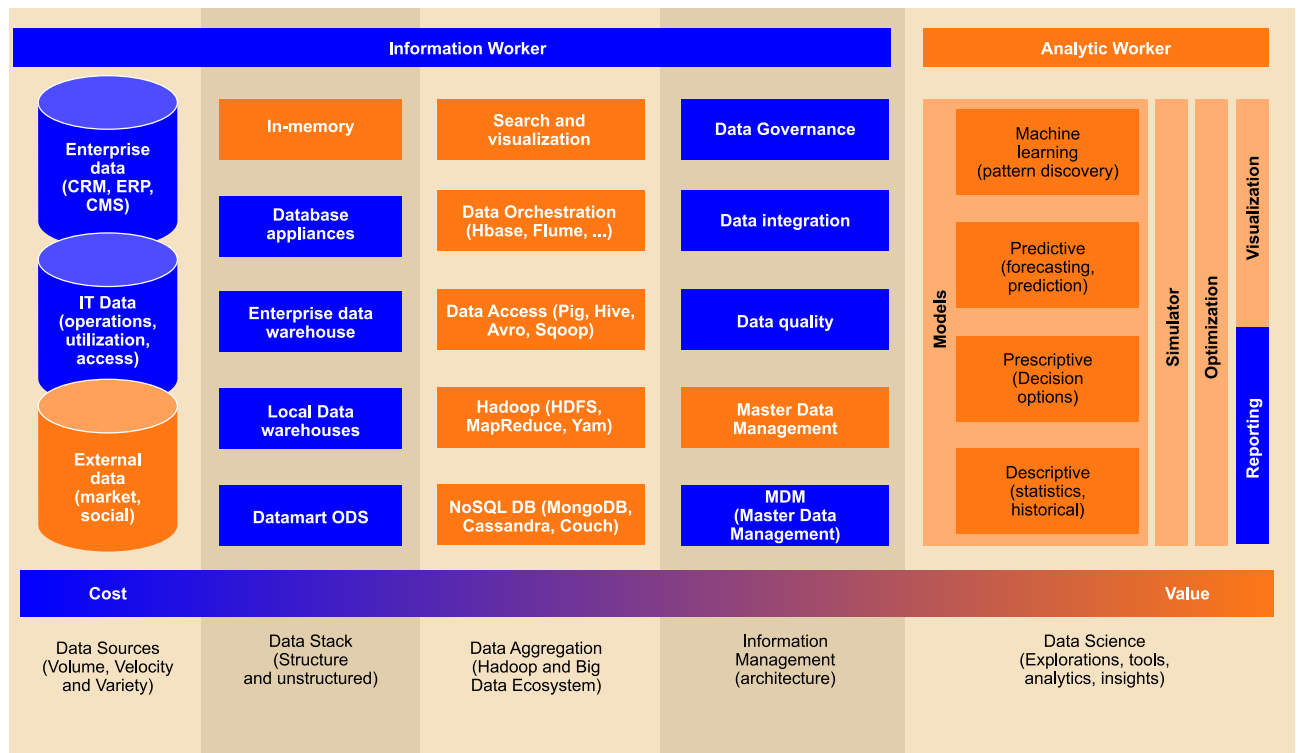 Information Worker
Analytic Worker
Enterprise
data
(CRM, ERP,
CMS)
IT Data
(operations,
utilization,
access)
External
data
(market,
social)
In-memory
Database
appliances
Enterprise data
warehouse
Local Data
warehouses
Datamart ODS
Search and
visualization
Data Orchestration
(Hbase, Flume, ...)
Data Access (Pig, Hive,
Avro, Sqoop)
Hadoop (HDFS,
MapReduce, Yam)
NoSQL DB (MongoDB,
Cassandra, Couch)
Data Governance
Data integration
Data quality
Master Data
Management
MDM
(Master Data
Management)
Models
Machine
learning
(pattern discovery)
Predictive
(forecasting,
prediction)
Prescriptive
(Decision
options)
Descriptive
(statistics,
historical)
Simulator
Optimization
Visualization
Reporting
Cost
Value
Data Sources
(Volume, Velocity
and Variety)
Data Stack
(Structure
and unstructured)
Data Aggregation
(Hadoop and Big
Data Ecosystem)
Information
Management
(architecture)
Data Science
(Explorations, tools,
analytics, insights)